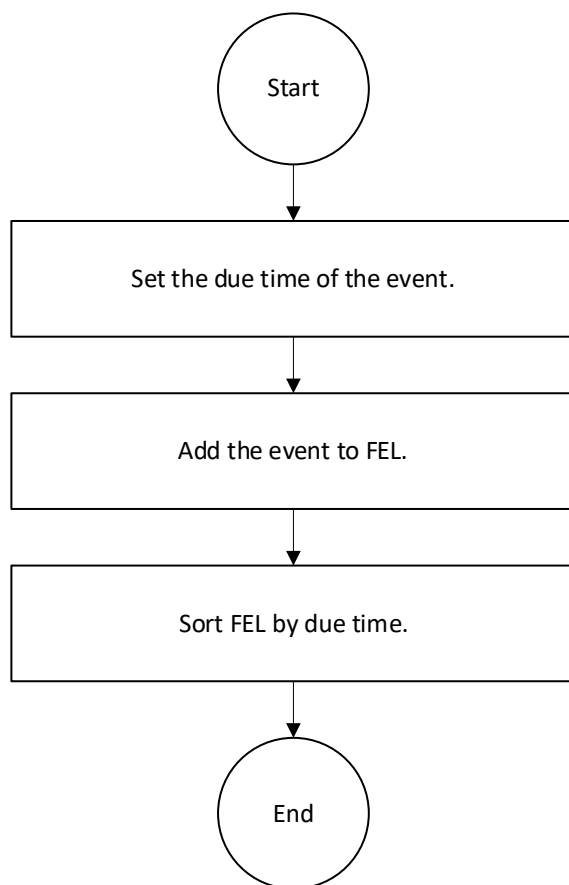 Start
Set the due time of the event.
Add the event to FEL.
Sort FEL by due time.
End